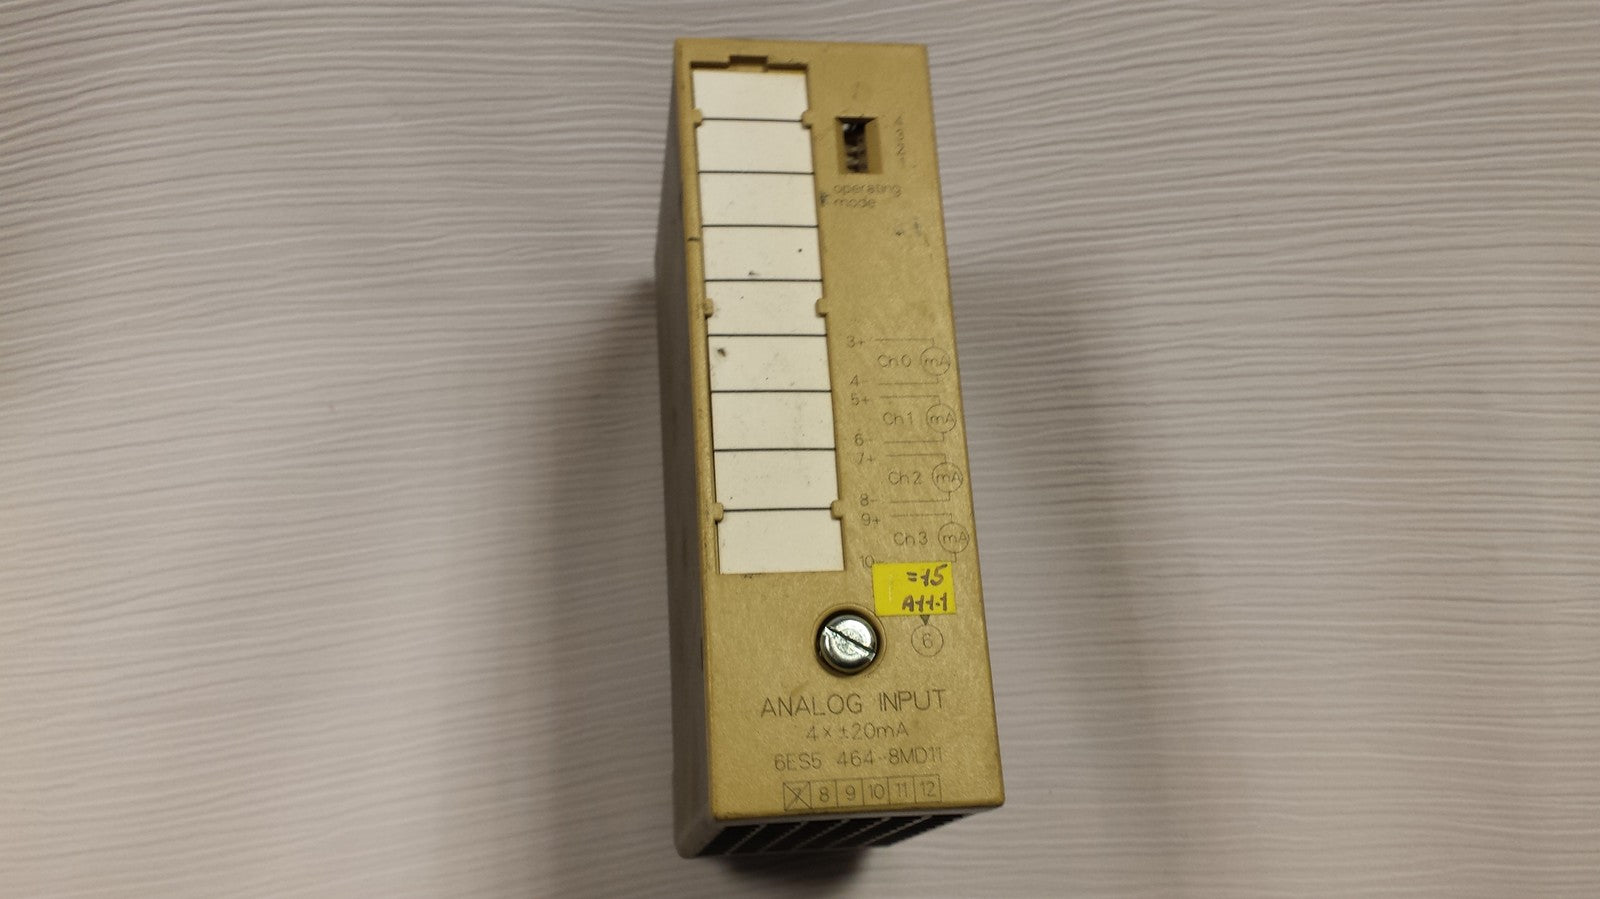 4
3
2
1
operating
mode
3+
Ch0 mA
4-
5+
Ch1 mA
6-
7+
Ch2 mA
8-
9+
Ch3 mA
10-
=15
A11.1
6
ANALOG INPUT
4×±20mA
6ES5 464-8MD11
7 8 9 10 11 12